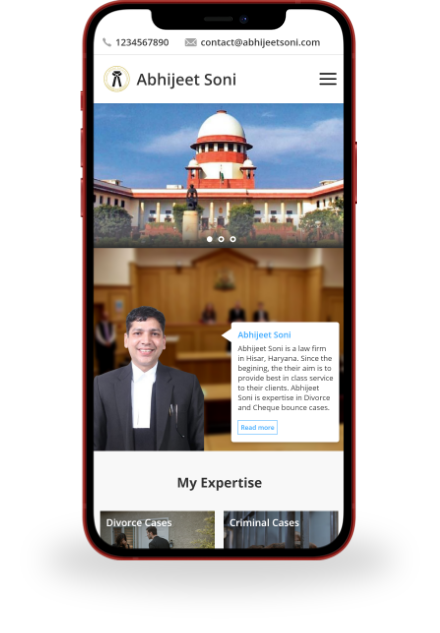 1234567890 contact@abhijeetsoni.com
Abhijeet Soni
Abhijeet Soni
Abhijeet Soni is a law firm
in Hisar, Haryana. Since the
begining, the their aim is to
provide best in class service
to their clients. Abhijeet
Soni is expertise in Divorce
and Cheque bounce cases.
Read more
My Expertise
Divorce Cases Criminal Cases